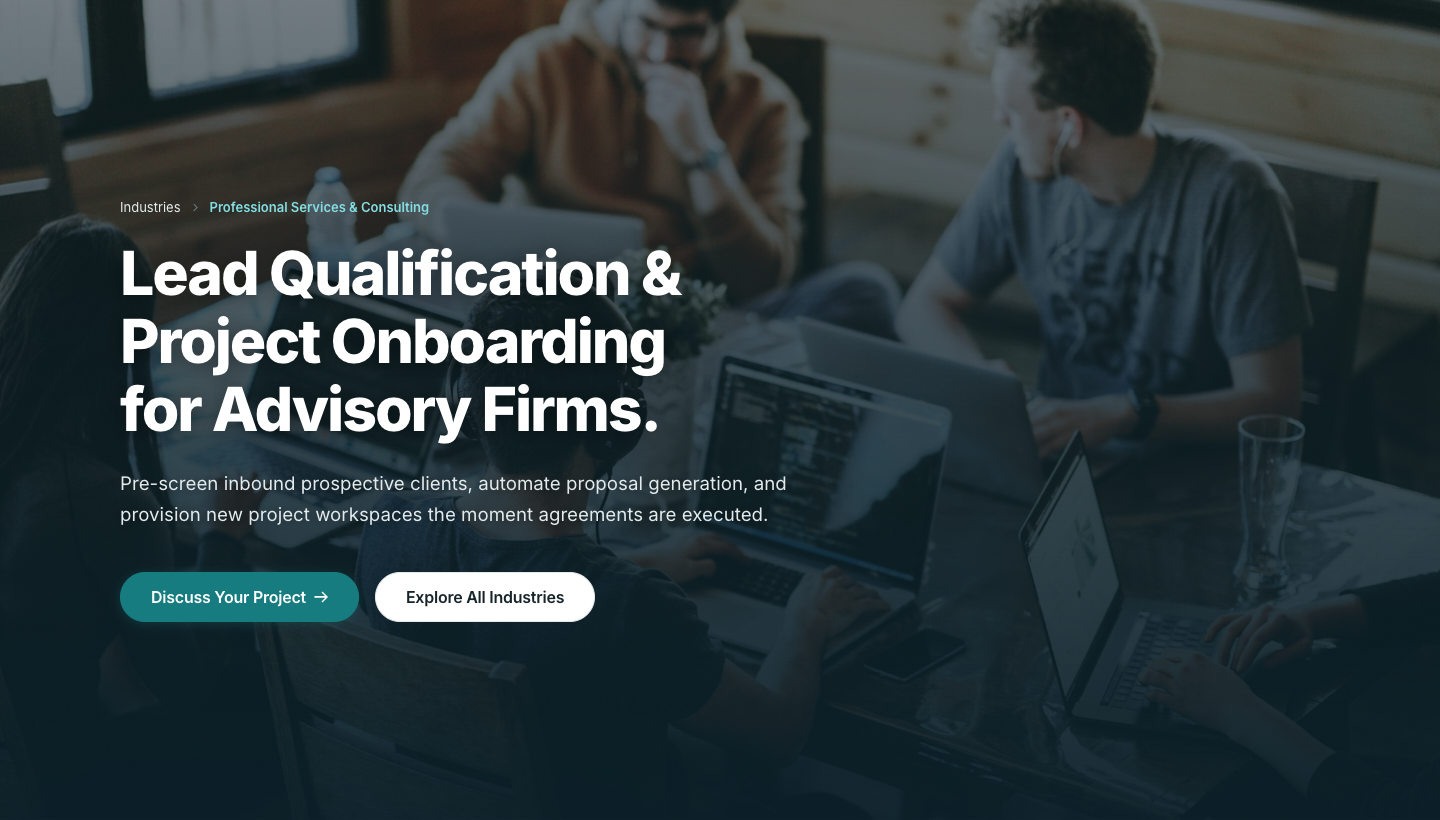 Industries > Professional Services & Consulting
Lead Qualification &
Project Onboarding
for Advisory Firms.
Pre-screen inbound prospective clients, automate proposal generation, and
provision new project workspaces the moment agreements are executed.
Discuss Your Project →
Explore All Industries